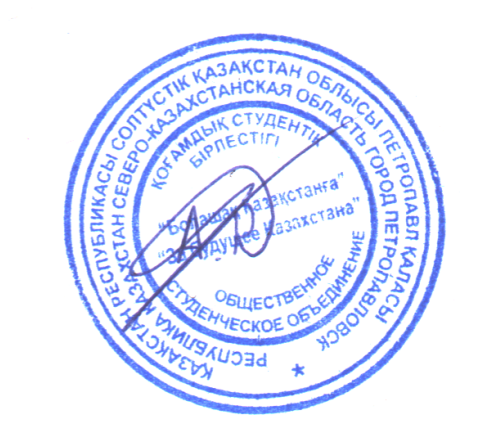 ҚАЗАҚСТАН РЕСПУБЛИКАСЫ СОЛТҮСТІК ҚАЗАҚСТАН ОБЛЫСЫ ПЕТРОПАВЛ ҚАЛАСЫ
РЕСПУБЛИКА КАЗАХСТАН СЕВЕРО-КАЗАХСТАНСКАЯ ОБЛАСТЬ ГОРОД ПЕТРОПАВЛОВСК
ҚОҒАМДЫҚ СТУДЕНТІК
БІРЛЕСТІГІ
"Болашақ Қазақстанға"
"За будущее Казахстана"
ОБЩЕСТВЕННОЕ
СТУДЕНЧЕСКОЕ ОБЪЕДИНЕНИЕ